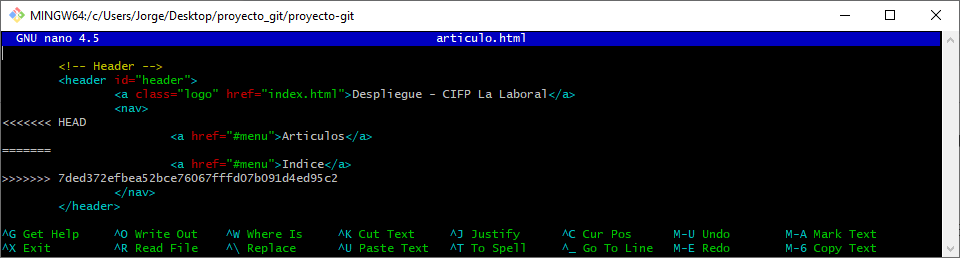 MINGW64:/c/Users/Jorge/Desktop/proyecto_git/proyecto-git
GNU nano 4.5 articulo.html
<!-- Header -->
<header id="header">
<a class="logo" href="index.html">Despliegue - CIFP La Laboral</a>
<nav>
<<<<<<< HEAD
<a href="#menu">Articulos</a>
=======
<a href="#menu">Indice</a>
>>>>>>> 7ded372efbea52bce76067fffd07b091d4ed95c2
</nav>
</header>
^G Get Help ^O Write Out ^W Where Is ^K Cut Text ^J Justify ^C Cur Pos M-U Undo M-A Mark Text
^X Exit ^R Read File ^\ Replace ^U Paste Text ^T To Spell ^_ Go To Line M-E Redo M-6 Copy Text